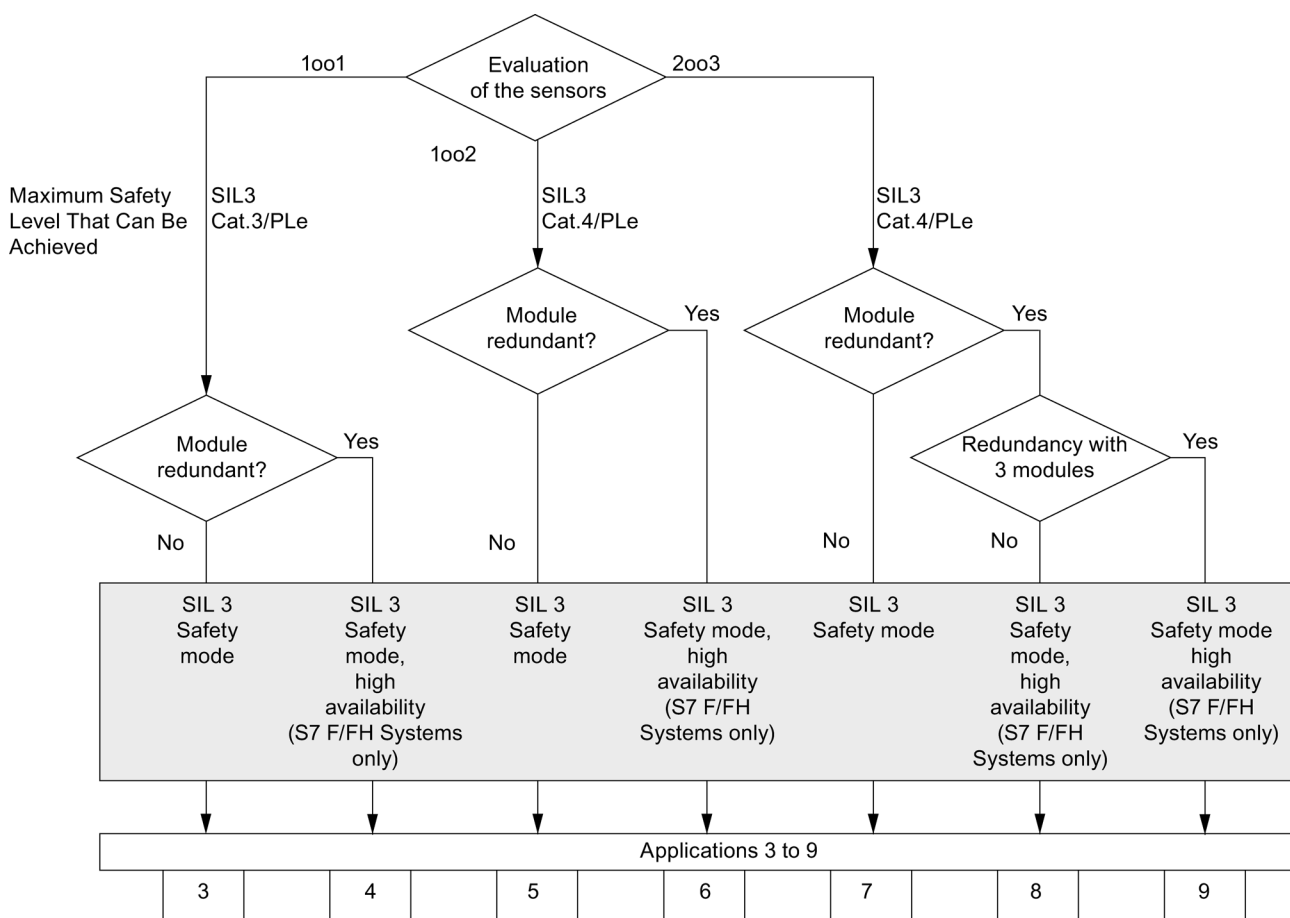 Evaluation
of the sensors
1oo1
2oo3
1oo2
Maximum Safety
Level That Can Be
Achieved
SIL3
Cat.3/PLe
SIL3
Cat.4/PLe
SIL3
Cat.4/PLe
Module
redundant?
Yes
Module
redundant?
Yes
Module
redundant?
Yes
Redundancy with
3 modules
Yes
No
No
No
No
SIL 3
Safety
mode
SIL 3
Safety
mode,
high
availability
(S7 F/FH Systems
only)
SIL 3
Safety
mode
SIL 3
Safety mode,
high
availability
(S7 F/FH
Systems only)
SIL 3
Safety mode
SIL 3
Safety
mode,
high
availability
(S7 F/FH
Systems only)
SIL 3
Safety mode
high
availability
(S7 F/FH
Systems only)
Applications 3 to 9
3
4
5
6
7
8
9